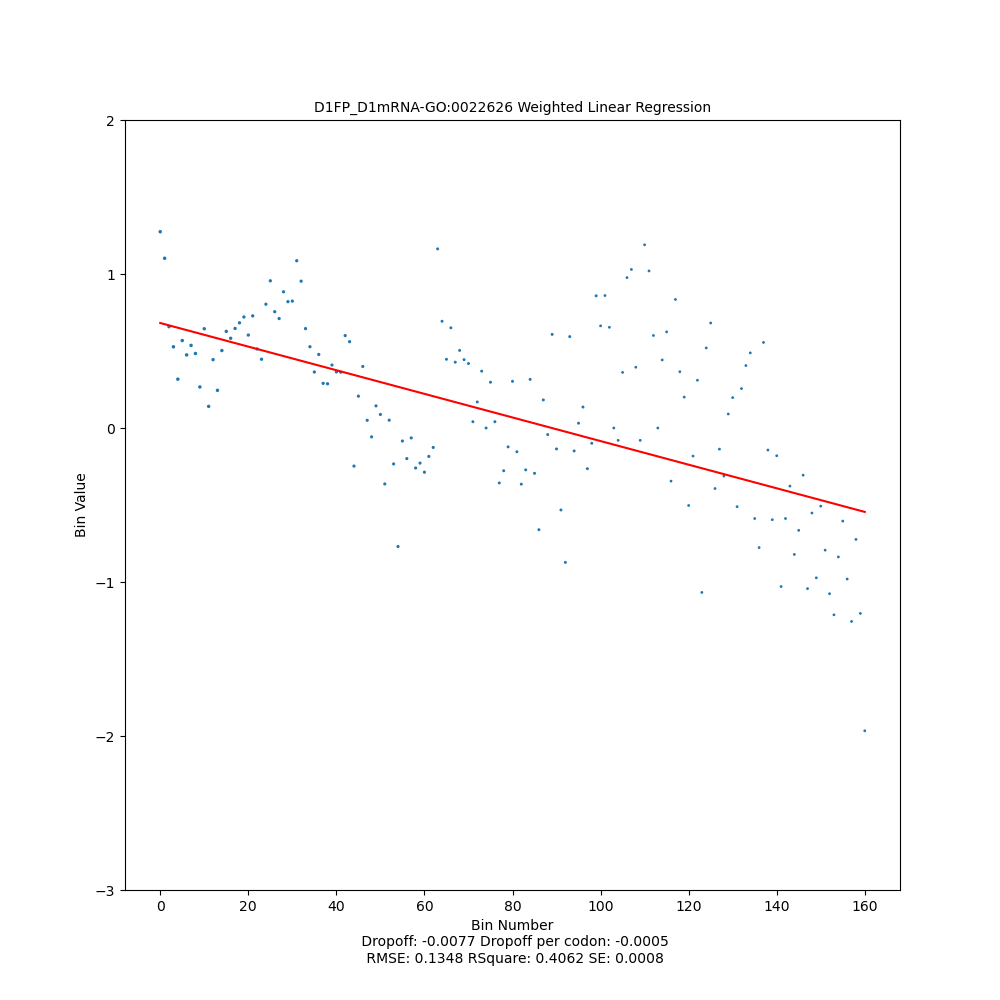 D1FP_D1mRNA-GO:0022626 Weighted Linear Regression
2
1
0
−1
−2
−3
Bin Value
0 20 40 60 80 100 120 140 160
Bin Number
Dropoff: -0.0077 Dropoff per codon: -0.0005
RMSE: 0.1348 RSquare: 0.4062 SE: 0.0008